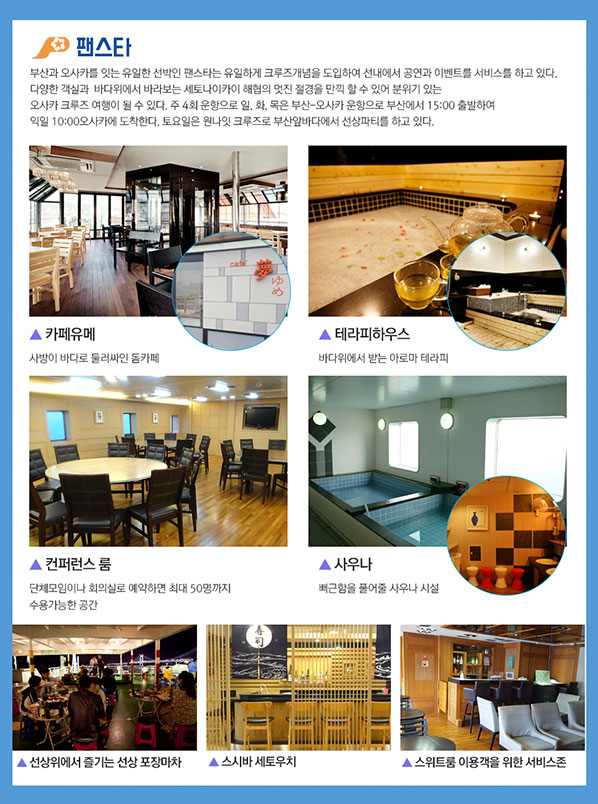 팬스타
부산과 오사카를 잇는 유일한 선박인 팬스타는 유일하게 크루즈개념을 도입하여 선내에서 공연과 이벤트를 서비스를 하고 있다.
다양한 객실과 바다위에서 바라보는 세토나이카이 해협의 멋진 절경을 만끽 할 수 있어 분위기 있는
오사카 크루즈 여행이 될 수 있다. 주 4회 운항으로 일, 화, 목은 부산-오사카 운항으로 부산에서 15:00 출발하여
익일 10:00오사카에 도착한다. 토요일은 원나잇 크루즈로 부산앞바다에서 선상파티를 하고 있다.
cafe
夢
ゆめ
▲ 카페유메
사방이 바다로 둘러싸인 돔카페
▲ 테라피하우스
바다위에서 받는 아로마 테라피
▲ 컨퍼런스 룸
단체모임이나 회의실로 예약하면 최대 50명까지
수용가능한 공간
▲ 사우나
뻐근함을 풀어줄 사우나 시설
寿司
▲ 선상위에서 즐기는 선상 포장마차
▲ 스시바 세토우치
▲ 스위트룸 이용객을 위한 서비스존